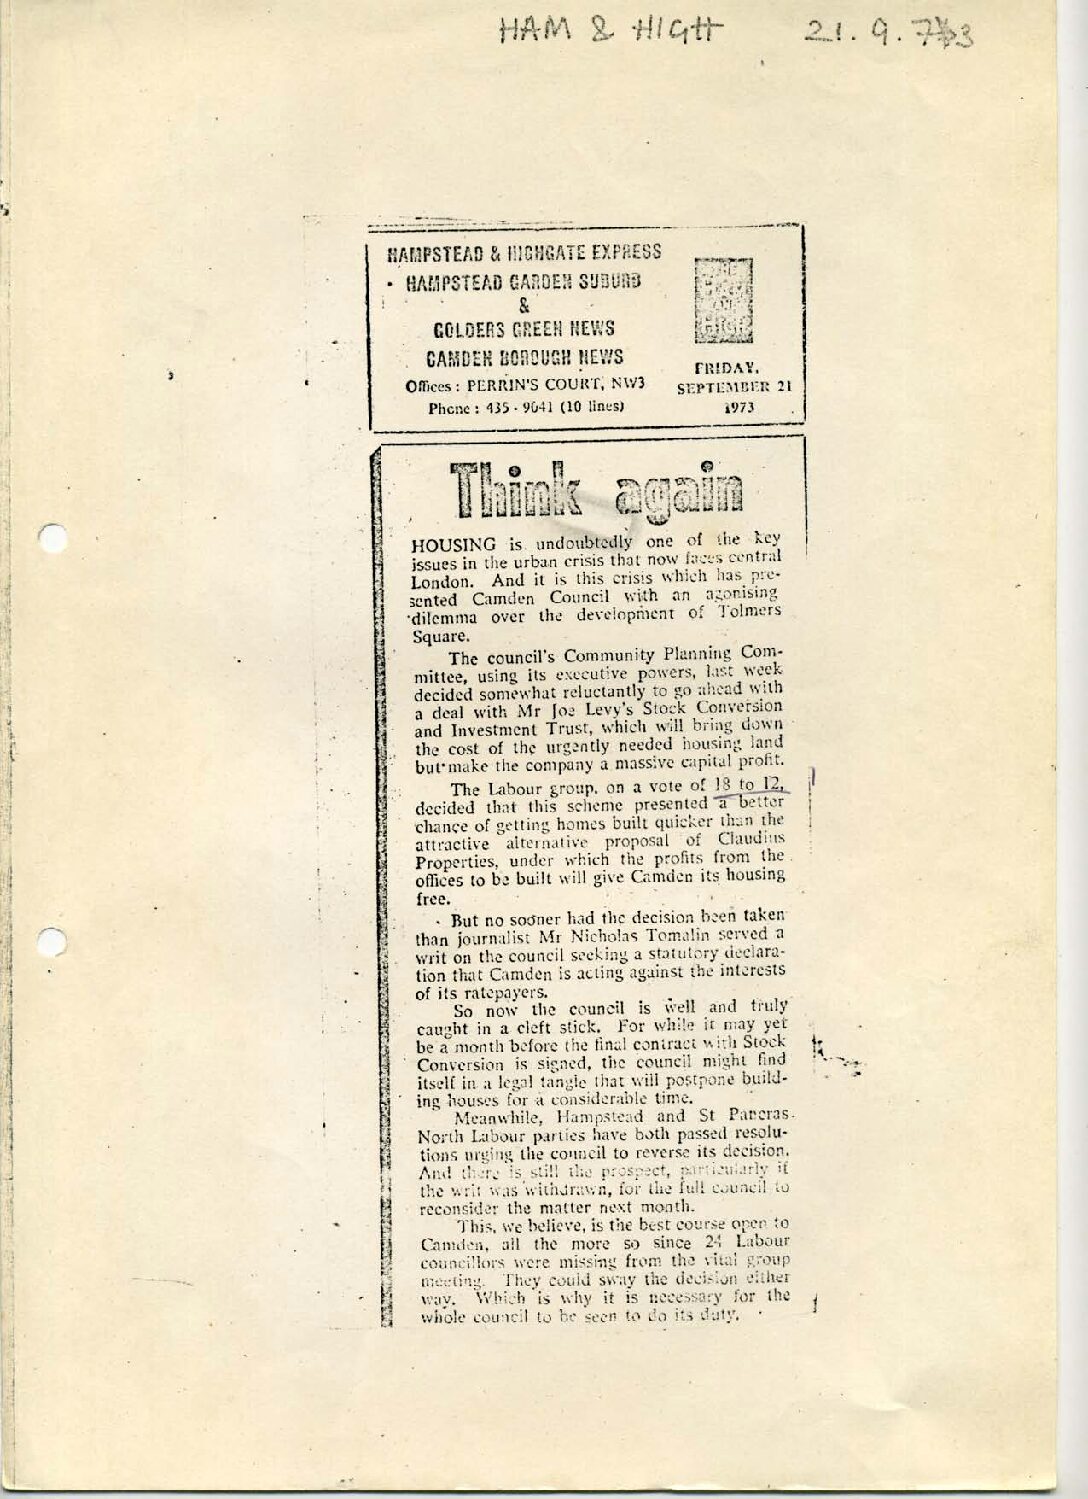 HAM & HIGH 21.9.73
HAMPSTEAD & HIGHGATE EXPRESS
HAMPSTEAD GARDEN SUBURB
&
GOLDERS GREEN NEWS
CAMDEN BOROUGH NEWS
Offices : PERRIN'S COURT, NW3
Phone : 435 - 9041 (10 lines)
THE
HAM
AND
HIGH
FRIDAY,
SEPTEMBER 21
1973
Think again
HOUSING is undoubtedly one of the key
issues in the urban crisis that now faces central
London. And it is this crisis which has pre-
sented Camden Council with an agonising
dilemma over the development of Tolmers
Square.
The council's Community Planning Com-
mittee, using its executive powers, last week
decided somewhat reluctantly to go ahead with
a deal with Mr Joe Levy's Stock Conversion
and Investment Trust, which will bring down
the cost of the urgently needed housing land
but make the company a massive capital profit.
The Labour group, on a vote of 18 to 12,
decided that this scheme presented a better
chance of getting homes built quicker than the
attractive alternative proposal of Claudius
Properties, under which the profits from the
offices to be built will give Camden its housing
free.
But no sooner had the decision been taken
than journalist Mr Nicholas Tomalin served a
writ on the council seeking a statutory declara-
tion that Camden is acting against the interests
of its ratepayers.
So now the council is well and truly
caught in a cleft stick. For while it may yet
be a month before the final contract with Stock
Conversion is signed, the council might find
itself in a legal tangle that will postpone build-
ing houses for a considerable time.
Meanwhile, Hampstead and St Pancras
North Labour parties have both passed resolu-
tions urging the council to reverse its decision.
And there is still the prospect, particularly if
the writ was withdrawn, for the full council to
reconsider the matter next month.
This, we believe, is the best course open to
Camden, all the more so since 24 Labour
councillors were missing from the vital group
meeting. They could sway the decision either
way. Which is why it is necessary for the
whole council to be seen to do its duty.